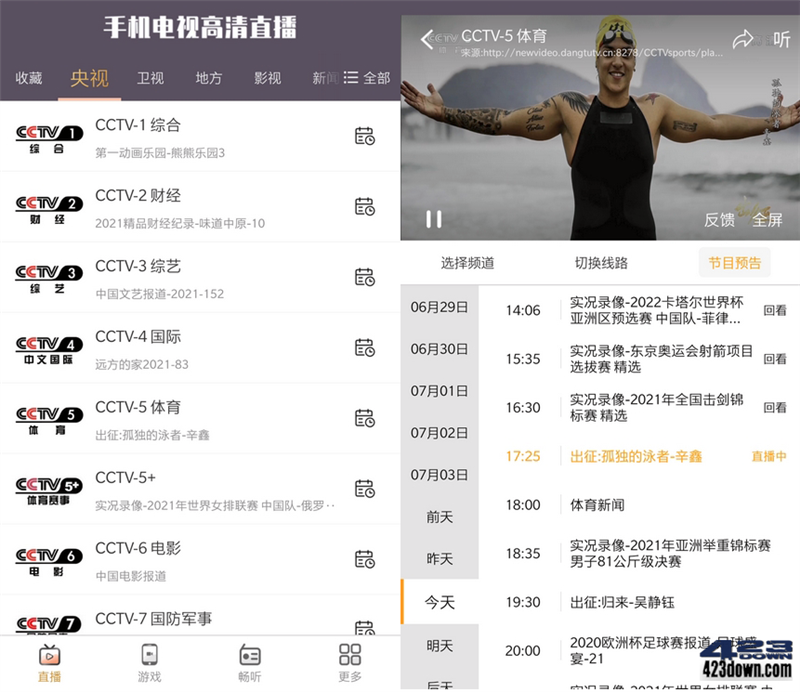 手机电视高清直播
收藏
央视
卫视
地方
影视
新闻
全部
CCTV 1
综合
CCTV-1 综合
第一动画乐园-熊熊乐园3
CCTV 2
财经
CCTV-2 财经
2021精品财经纪录-味道中原-10
CCTV 3
综艺
CCTV-3 综艺
中国文艺报道-2021-152
CCTV 4
中文国际
CCTV-4 国际
远方的家2021-83
CCTV 5
体育
CCTV-5 体育
出征:孤独的泳者-辛鑫
CCTV 5+
体育赛事
CCTV-5+
实况录像-2021年世界女排联赛 中国队-俄罗··
CCTV 6
电影
CCTV-6 电影
中国电影报道
CCTV 7
CCTV-7 国防军事
直播
游戏
畅听
更多
CCTV
CCTV-5 体育
来源:http://newvideo.dangtutv.cn:8278/CCTVsports/pla...
听
反馈
全屏
选择频道
切换线路
节目预告
06月29日
06月30日
07月01日
07月02日
07月03日
前天
昨天
今天
明天
后天
14:06
实况录像-2022卡塔尔世界杯
亚洲区预选赛 中国队-菲律...
回看
15:35
实况录像-东京奥运会射箭项目
选拔赛 精选
回看
16:30
实况录像-2021年全国击剑锦
标赛 精选
回看
17:25
出征:孤独的泳者-辛鑫
直播中
18:00
体育新闻
18:35
实况录像-2021年亚洲举重锦标赛
男子81公斤级决赛
19:30
出征:归来-吴静钰
20:00
2020欧洲杯足球赛报道-足球盛
宴-21
实况录像-2021年世界女排联赛
423
DOWN
423down.com